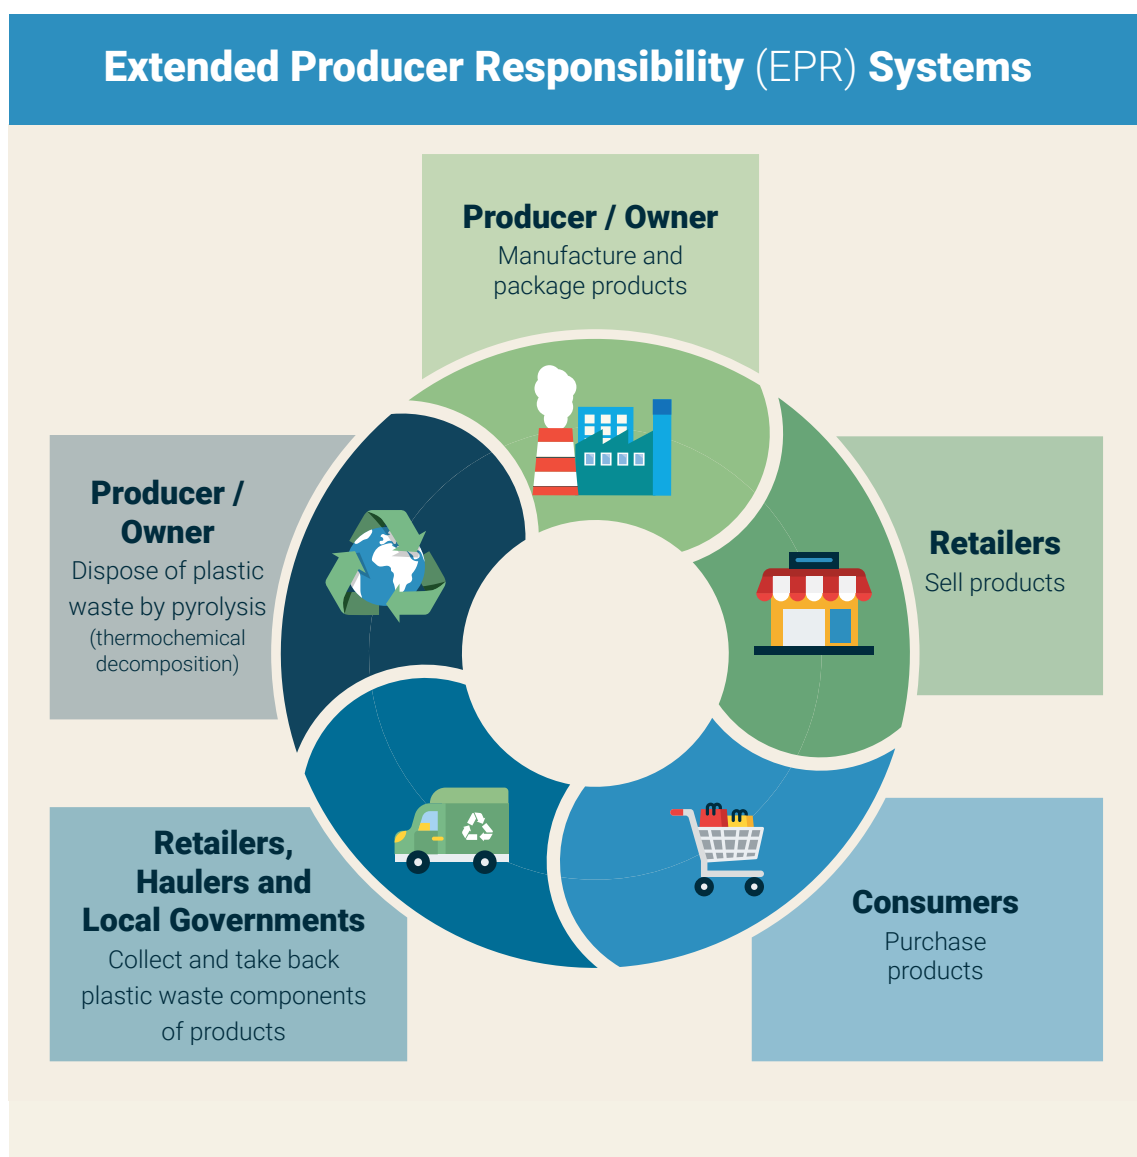 Extended Producer Responsibility (EPR) Systems
Producer / Owner
Manufacture and
package products
Retailers
Sell products
Consumers
Purchase
products
Retailers,
Haulers and
Local Governments
Collect and take back
plastic waste components
of products
Producer /
Owner
Dispose of plastic
waste by pyrolysis
(thermochemical
decomposition)